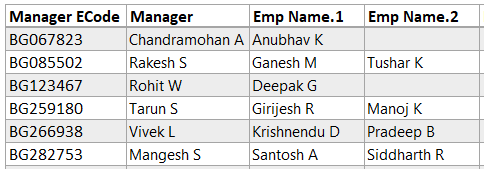 Manager ECode Manager Emp Name.1 Emp Name.2
BG067823 Chandramohan A Anubhav K
BG085502 Rakesh S Ganesh M Tushar K
BG123467 Rohit W Deepak G
BG259180 Tarun S Girijesh R Manoj K
BG266938 Vivek L Krishnendu D Pradeep B
BG282753 Mangesh S Santosh A Siddharth R